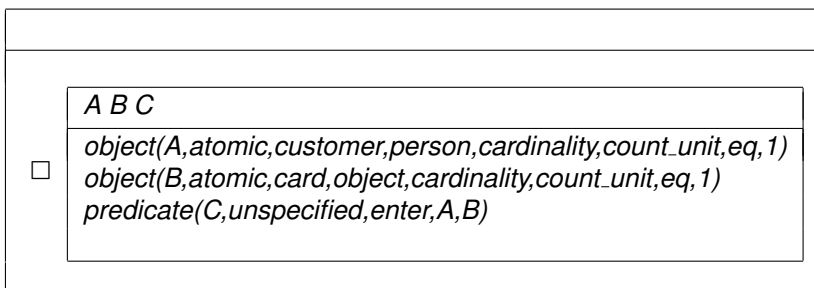 A B C
object(A,atomic,customer,person,cardinality,count_unit,eq,1)
□ object(B,atomic,card,object,cardinality,count_unit,eq,1)
predicate(C,unspecified,enter,A,B)